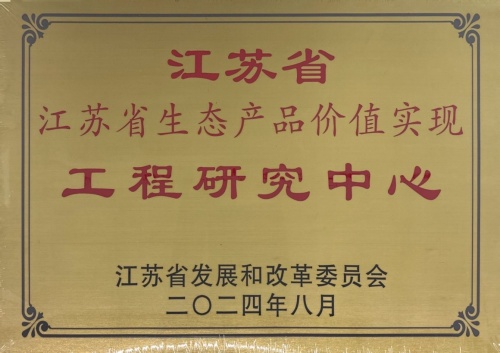 江苏省
江苏省生态产品价值实现
工程研究中心
江苏省发展和改革委员会
二〇二四年八月